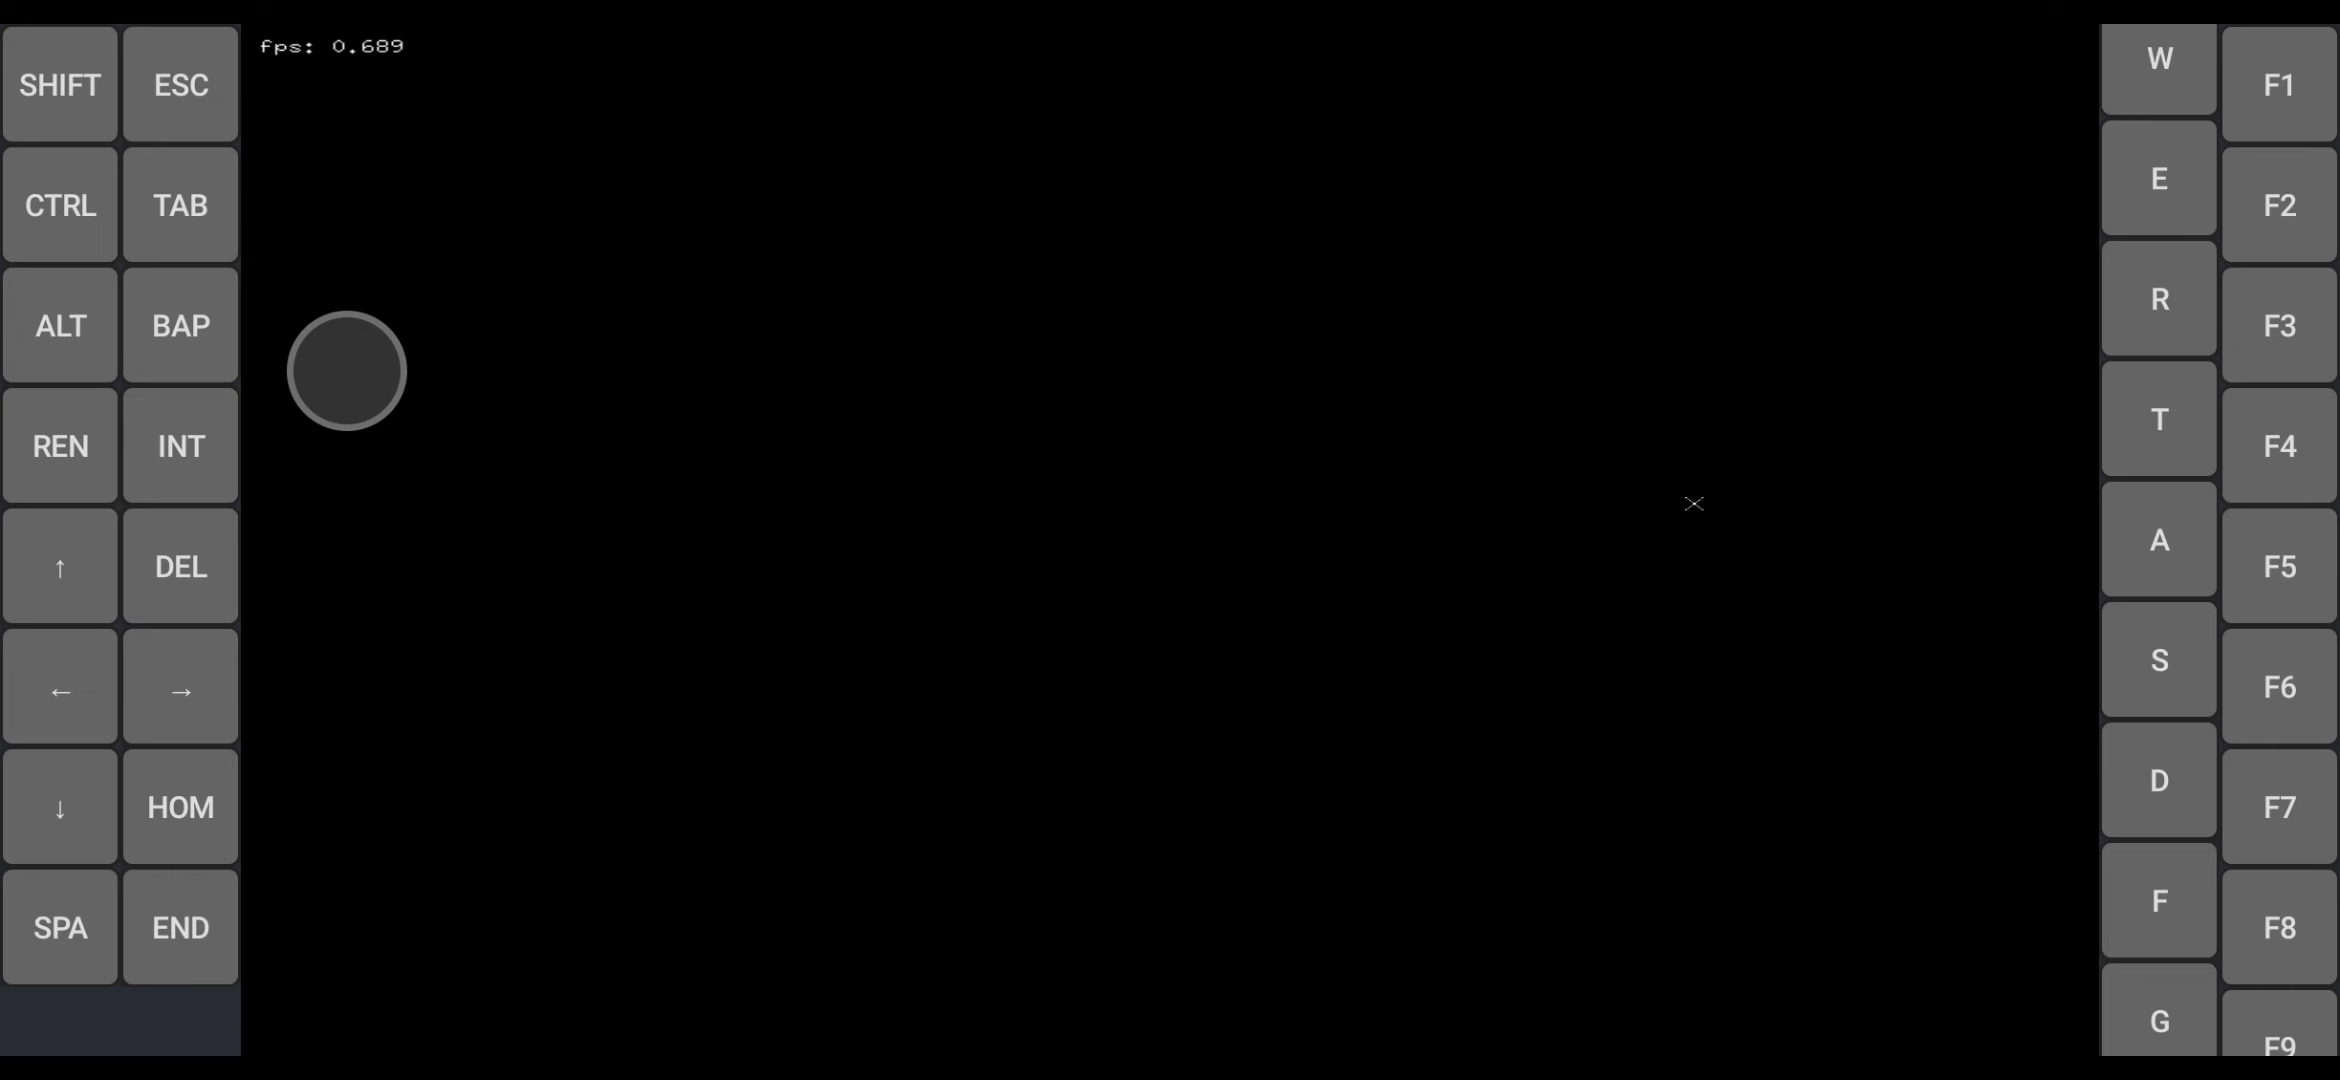 SHIFT ESC
CTRL TAB
ALT BAP
REN INT
↑ DEL
← →
↓ HOM
SPA END
fps: 0.689
W F1
E F2
R F3
T F4
A F5
S F6
D F7
F F8
G F9